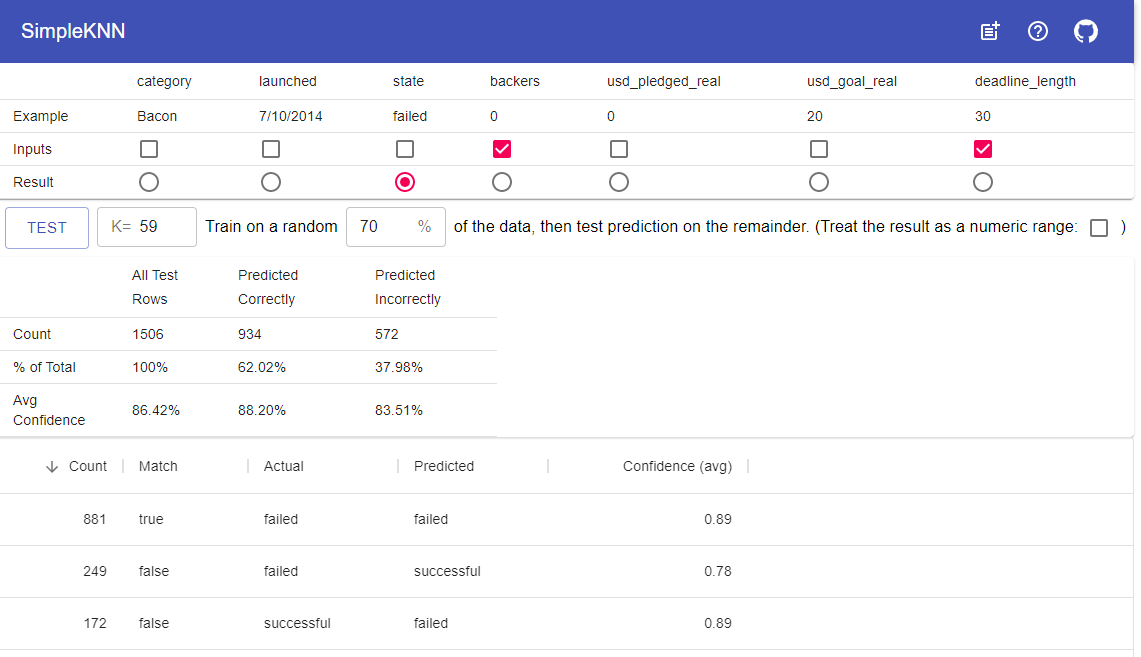 SimpleKNN
category launched state backers usd_pledged_real usd_goal_real deadline_length
Example Bacon 7/10/2014 failed 0 0 20 30
Inputs
Result
TEST K= 59 Train on a random 70 % of the data, then test prediction on the remainder. (Treat the result as a numeric range: )
All Test Rows Predicted Correctly Predicted Incorrectly
Count 1506 934 572
% of Total 100% 62.02% 37.98%
Avg Confidence 86.42% 88.20% 83.51%
Count Match Actual Predicted Confidence (avg)
881 true failed failed 0.89
249 false failed successful 0.78
172 false successful failed 0.89